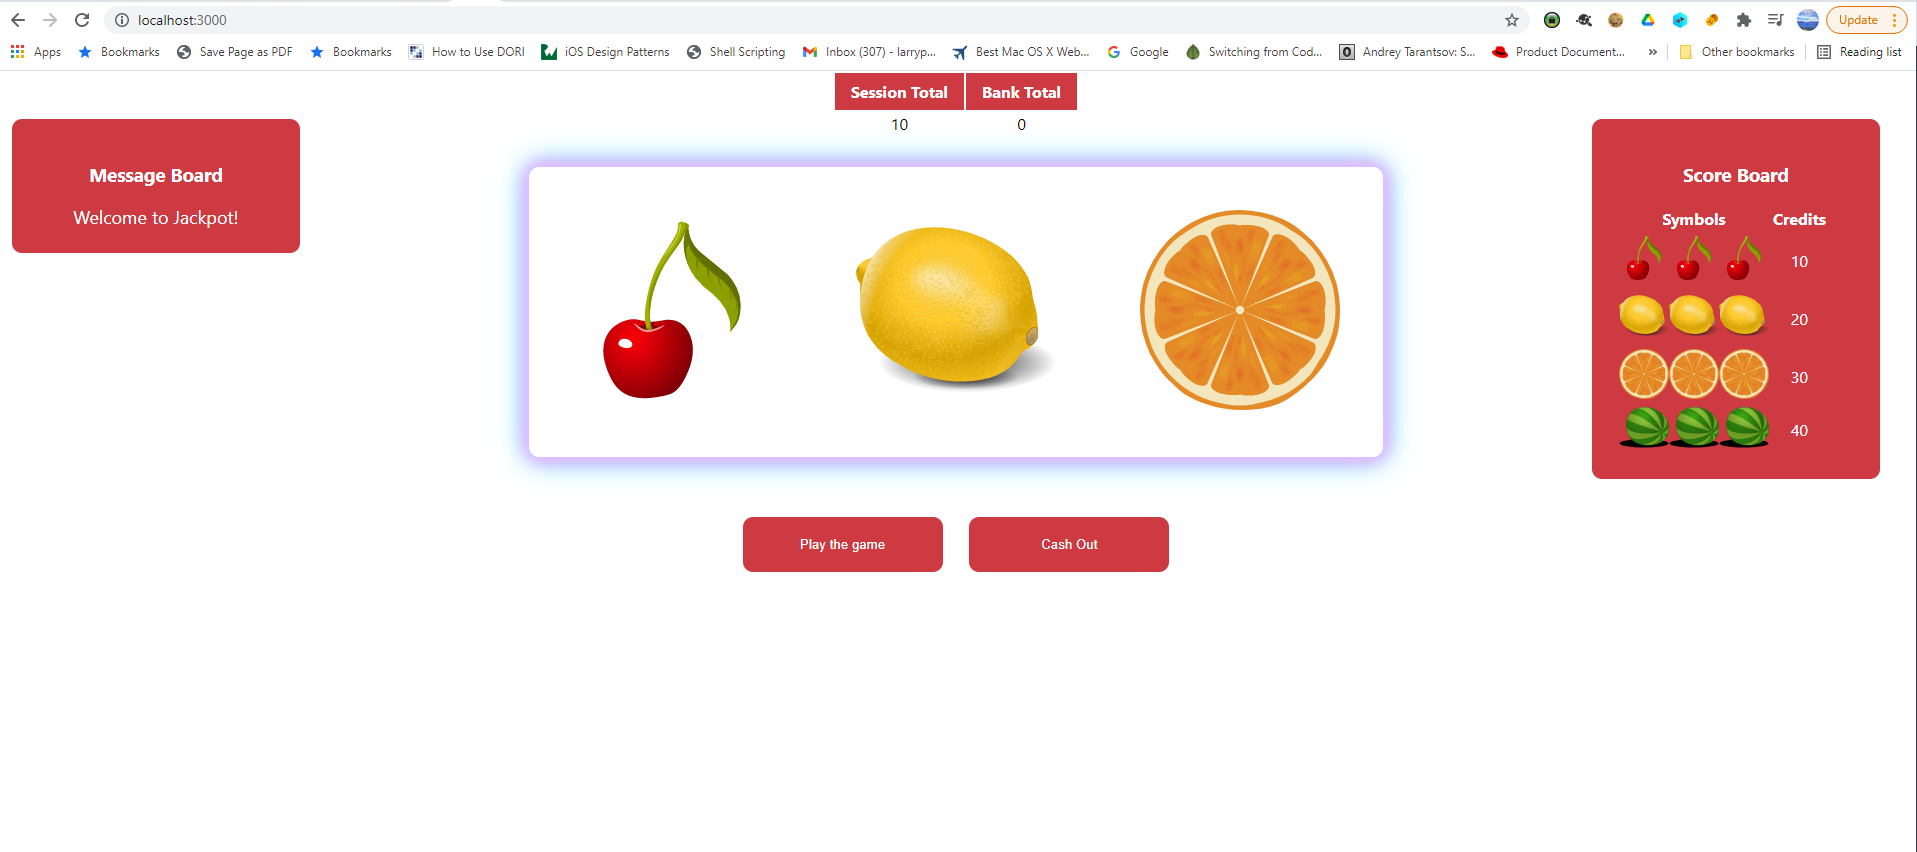 localhost:3000
Update
Apps
Bookmarks
Save Page as PDF
Bookmarks
How to Use DORI
iOS Design Patterns
Shell Scripting
Inbox (307) - larryp...
Best Mac OS X Web...
Google
Switching from Cod...
Andrey Tarantsov: S...
Product Document...
»
Other bookmarks
Reading list
Session Total Bank Total
10 0
Message Board
Welcome to Jackpot!
Score Board
Symbols Credits
10
20
30
40
Play the game
Cash Out